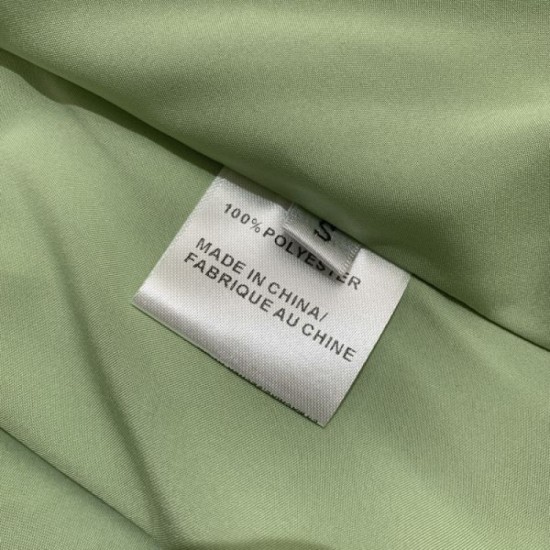 S
100% POLYESTER
MADE IN CHINA/
FABRIQUE AU CHINE